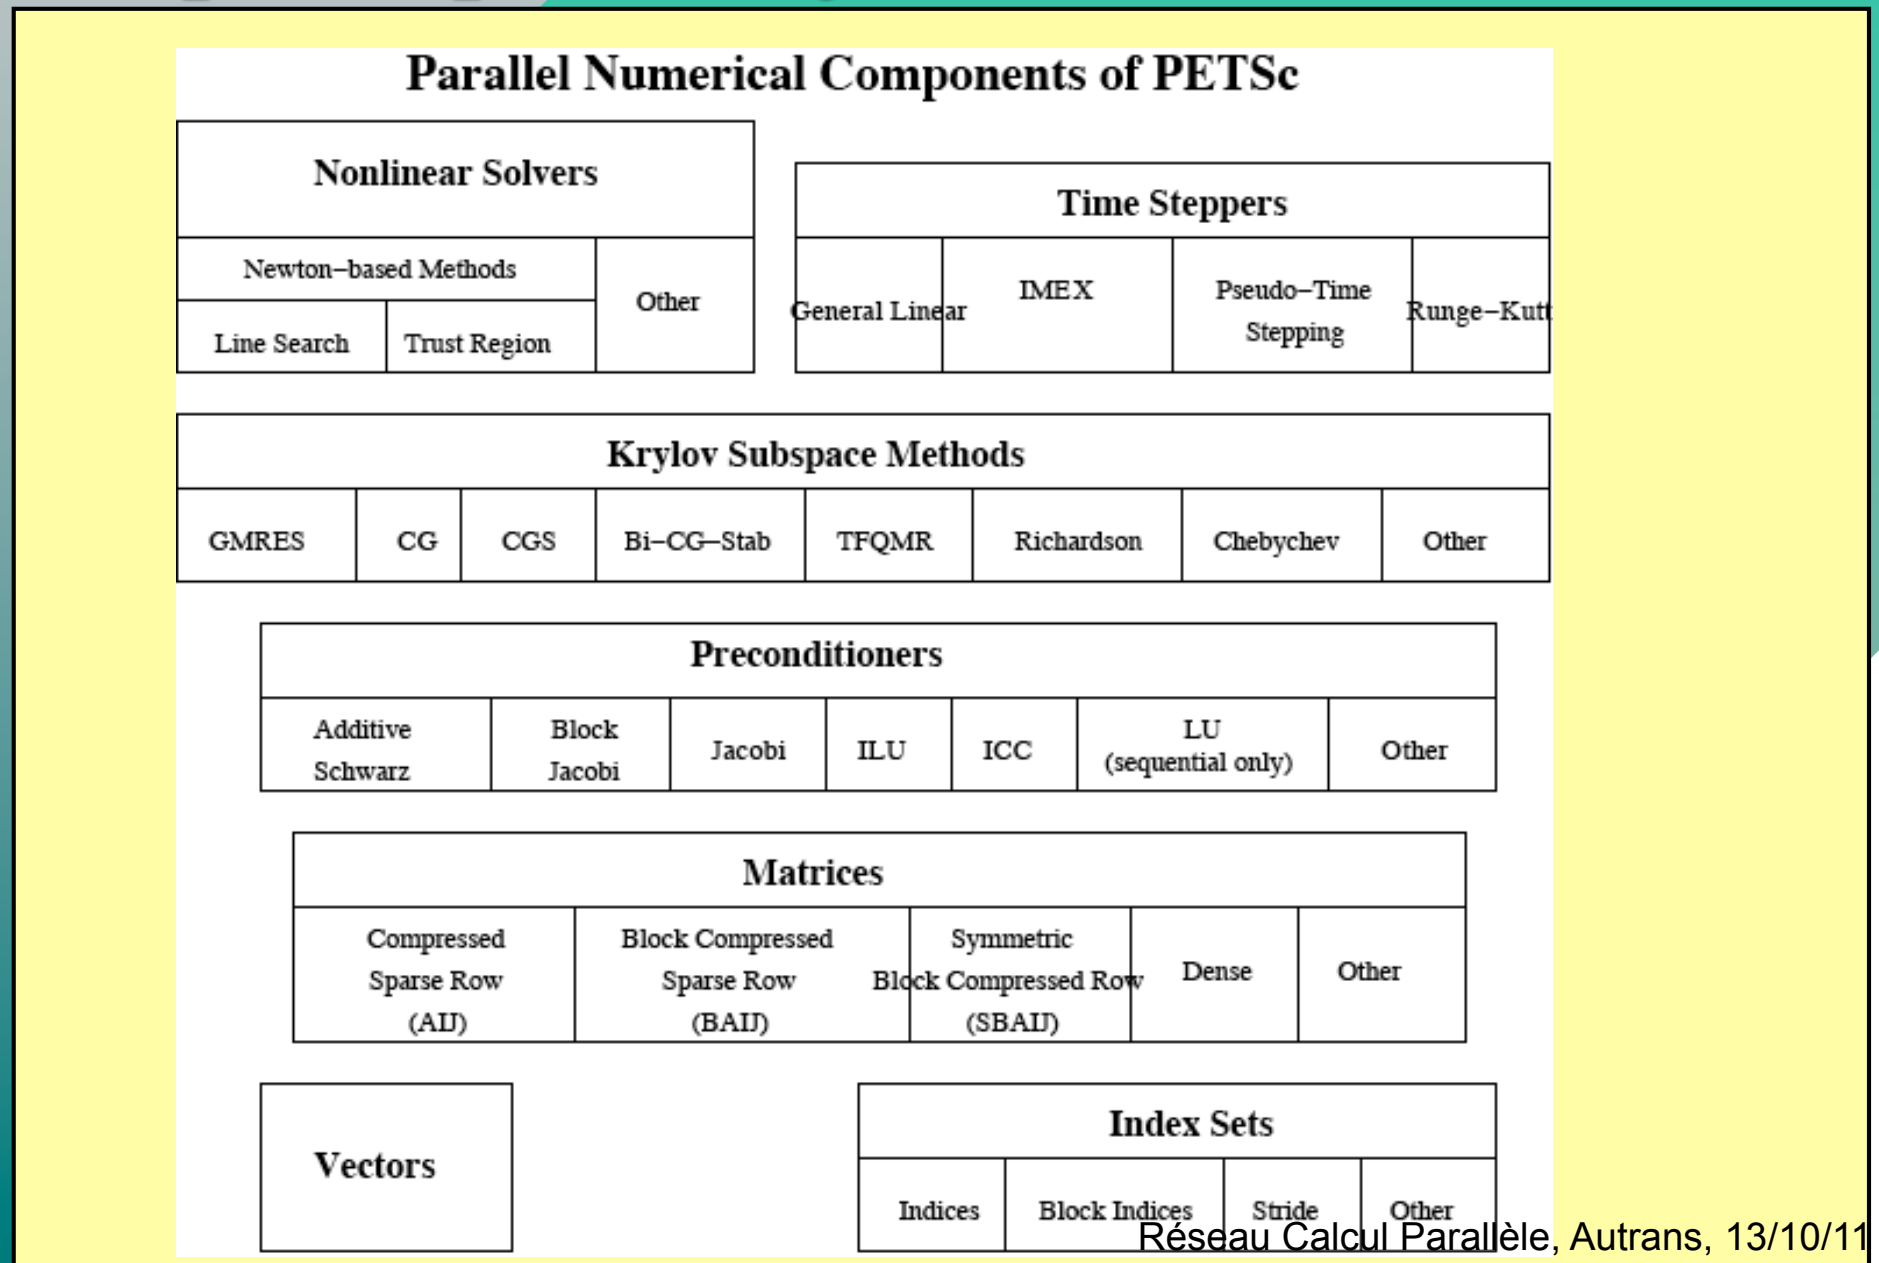 Parallel Numerical Components of PETSc
Nonlinear Solvers
Newton−based Methods
Line Search
Trust Region
Other
Time Steppers
General Linear
IMEX
Pseudo−Time
Stepping
Runge−Kutt
Krylov Subspace Methods
GMRES
CG
CGS
Bi−CG−Stab
TFQMR
Richardson
Chebychev
Other
Preconditioners
Additive
Schwarz
Block
Jacobi
Jacobi
ILU
ICC
LU
(sequential only)
Other
Matrices
Compressed
Sparse Row
(AIJ)
Block Compressed
Sparse Row
(BAIJ)
Symmetric
Block Compressed Row
(SBAIJ)
Dense
Other
Vectors
Index Sets
Indices
Block Indices
Stride
Other
Réseau Calcul Parallèle, Autrans, 13/10/11